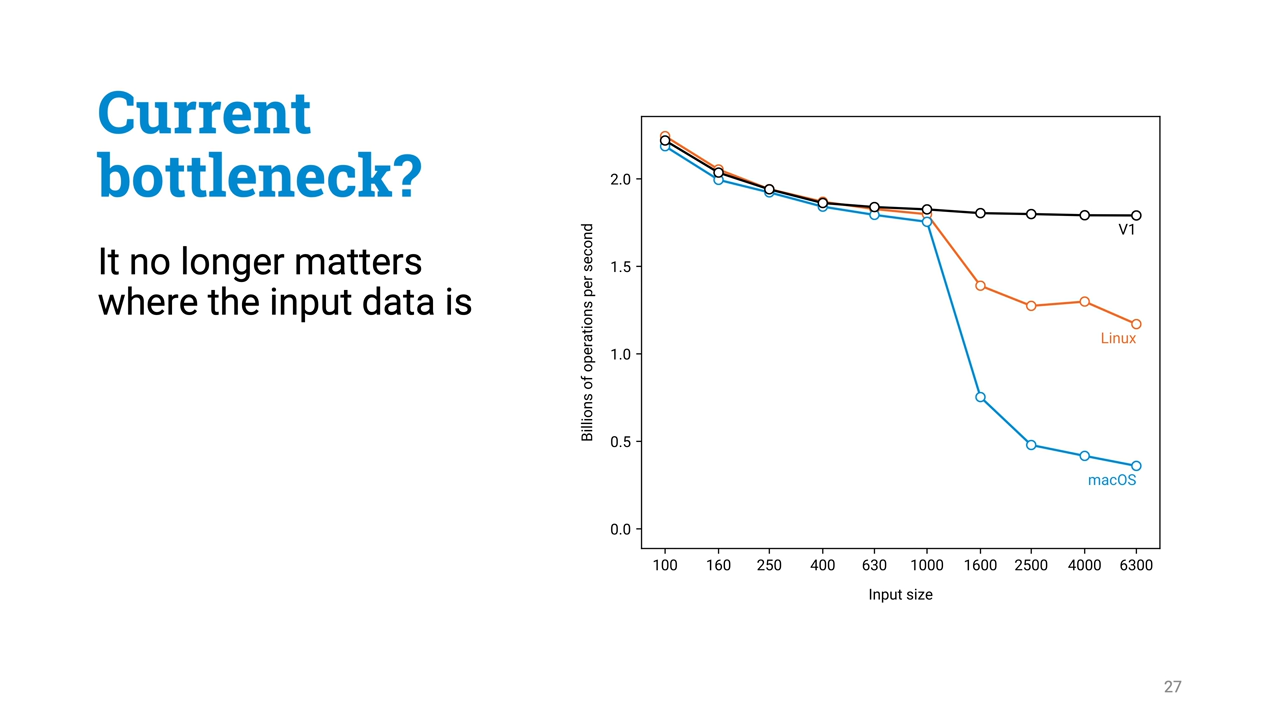 Current
bottleneck?
It no longer matters
where the input data is
Billions of operations per second
2.0
1.5
1.0
0.5
0.0
V1
Linux
macOS
100 160 250 400 630 1000 1600 2500 4000 6300
Input size
27